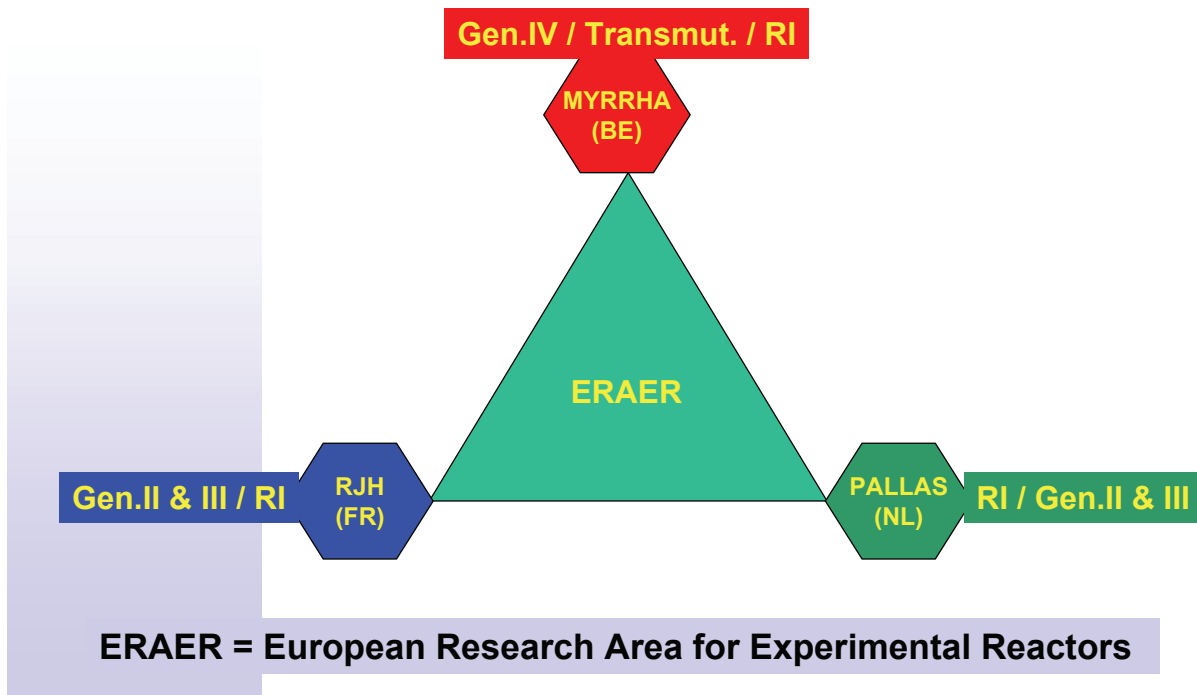 Gen.IV / Transmut. / RI
MYRRHA
(BE)
ERAER
Gen.II & III / RI
RJH
(FR)
PALLAS
(NL)
RI / Gen.II & III
ERAER = European Research Area for Experimental Reactors